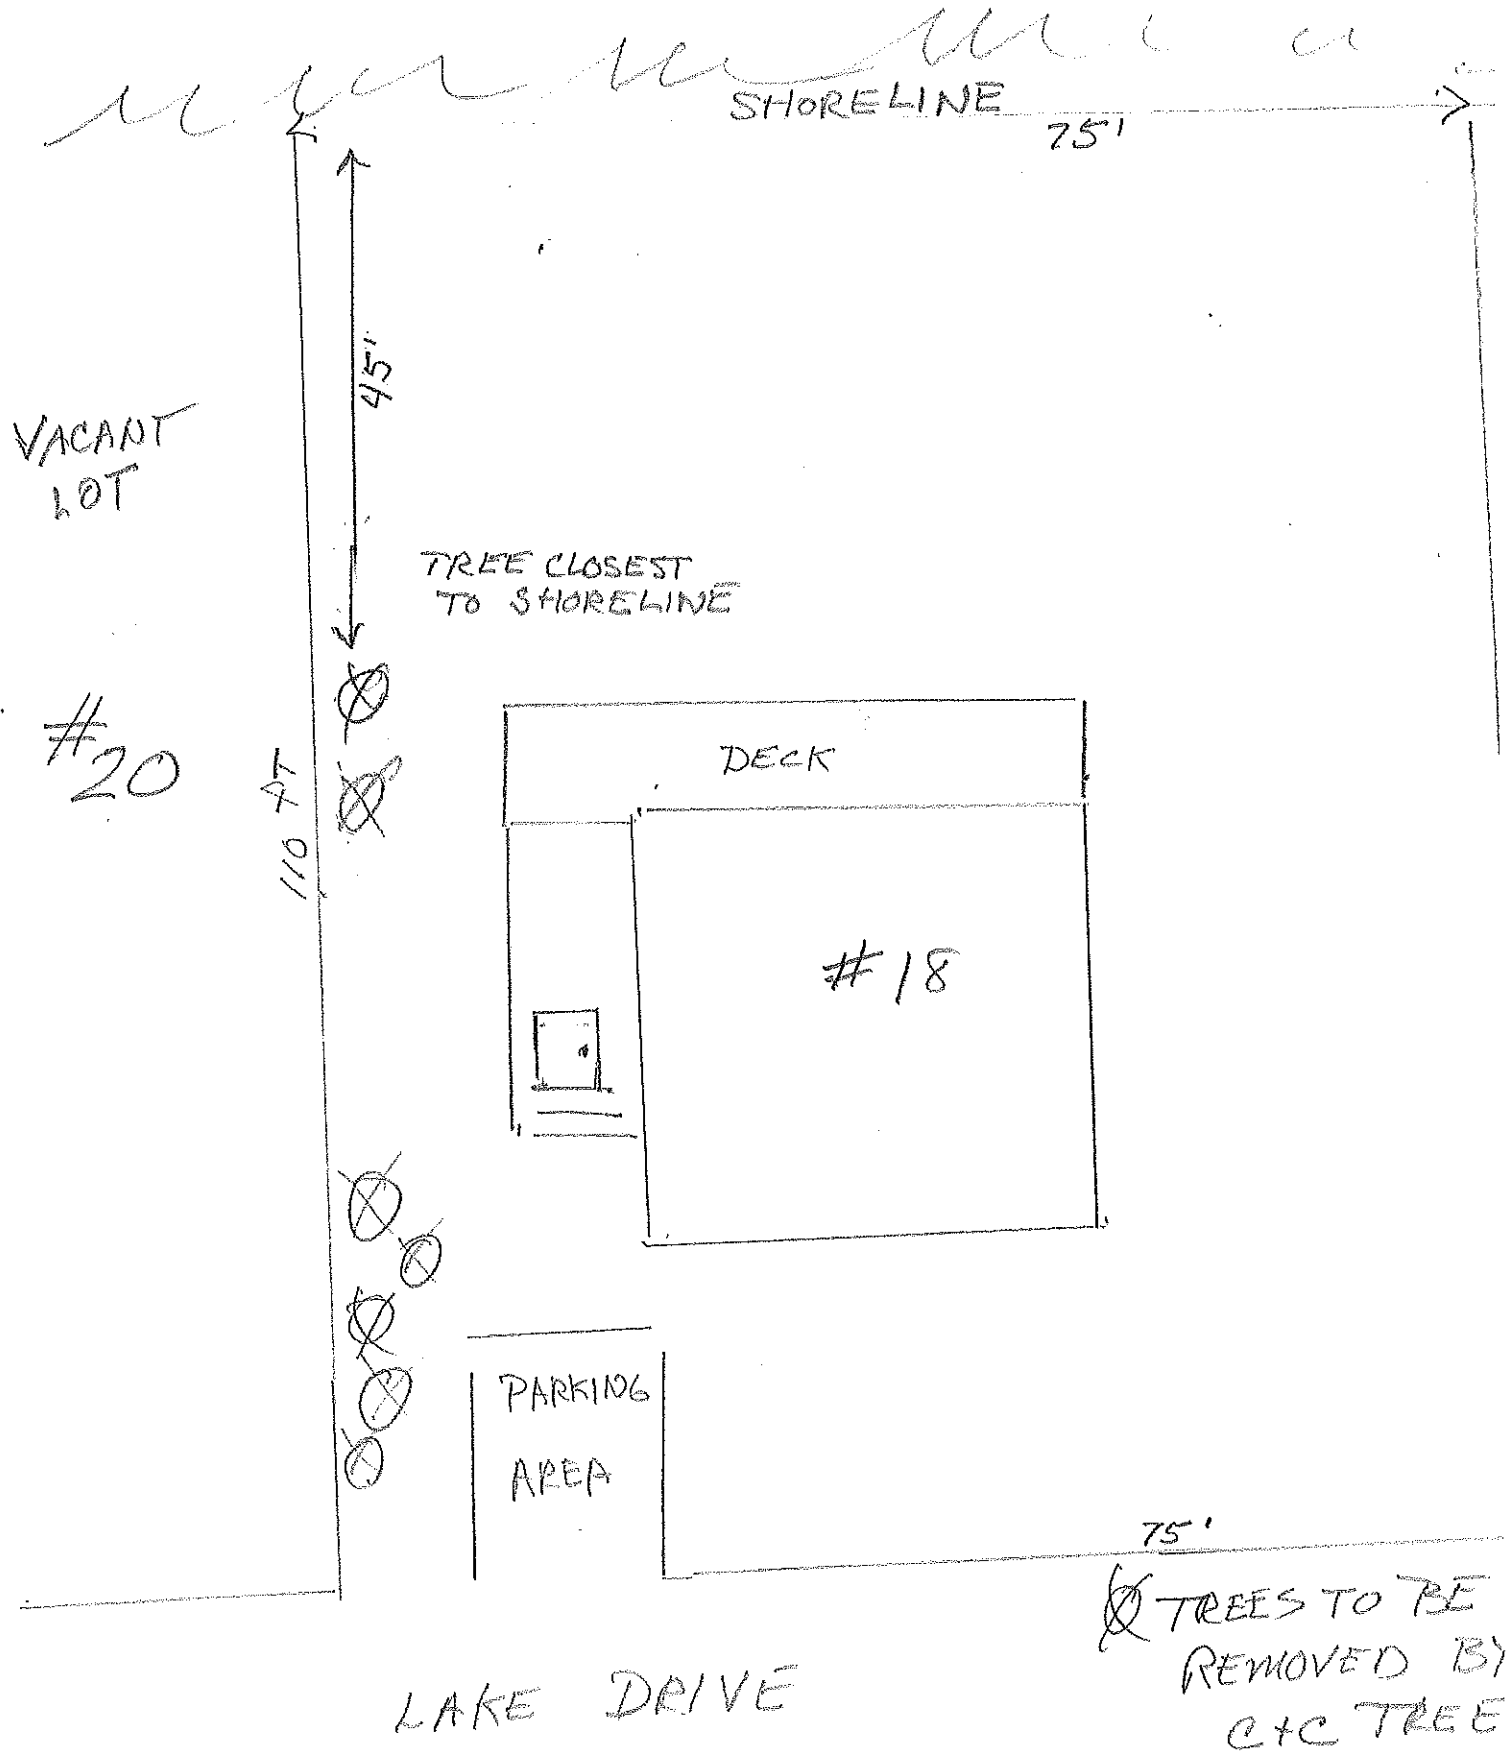 SHORELINE
75'
45'
VACANT
LOT
TREE CLOSEST
TO SHORELINE
#20
110 FT
DECK
#18
PARKING
AREA
75'
TREES TO BE
REMOVED BY
C+C TREE
LAKE DRIVE